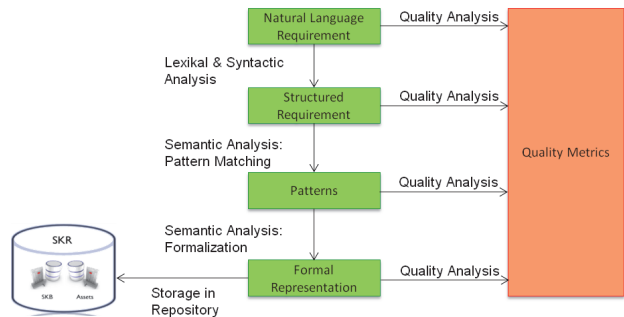 Natural Language
Requirement
Quality Analysis
Lexikal & Syntactic
Analysis
Structured
Requirement
Quality Analysis
Quality Metrics
Semantic Analysis:
Pattern Matching
Patterns
Quality Analysis
Semantic Analysis:
Formalization
SKR
SKB
Assets
Formal
Representation
Quality Analysis
Storage in
Repository